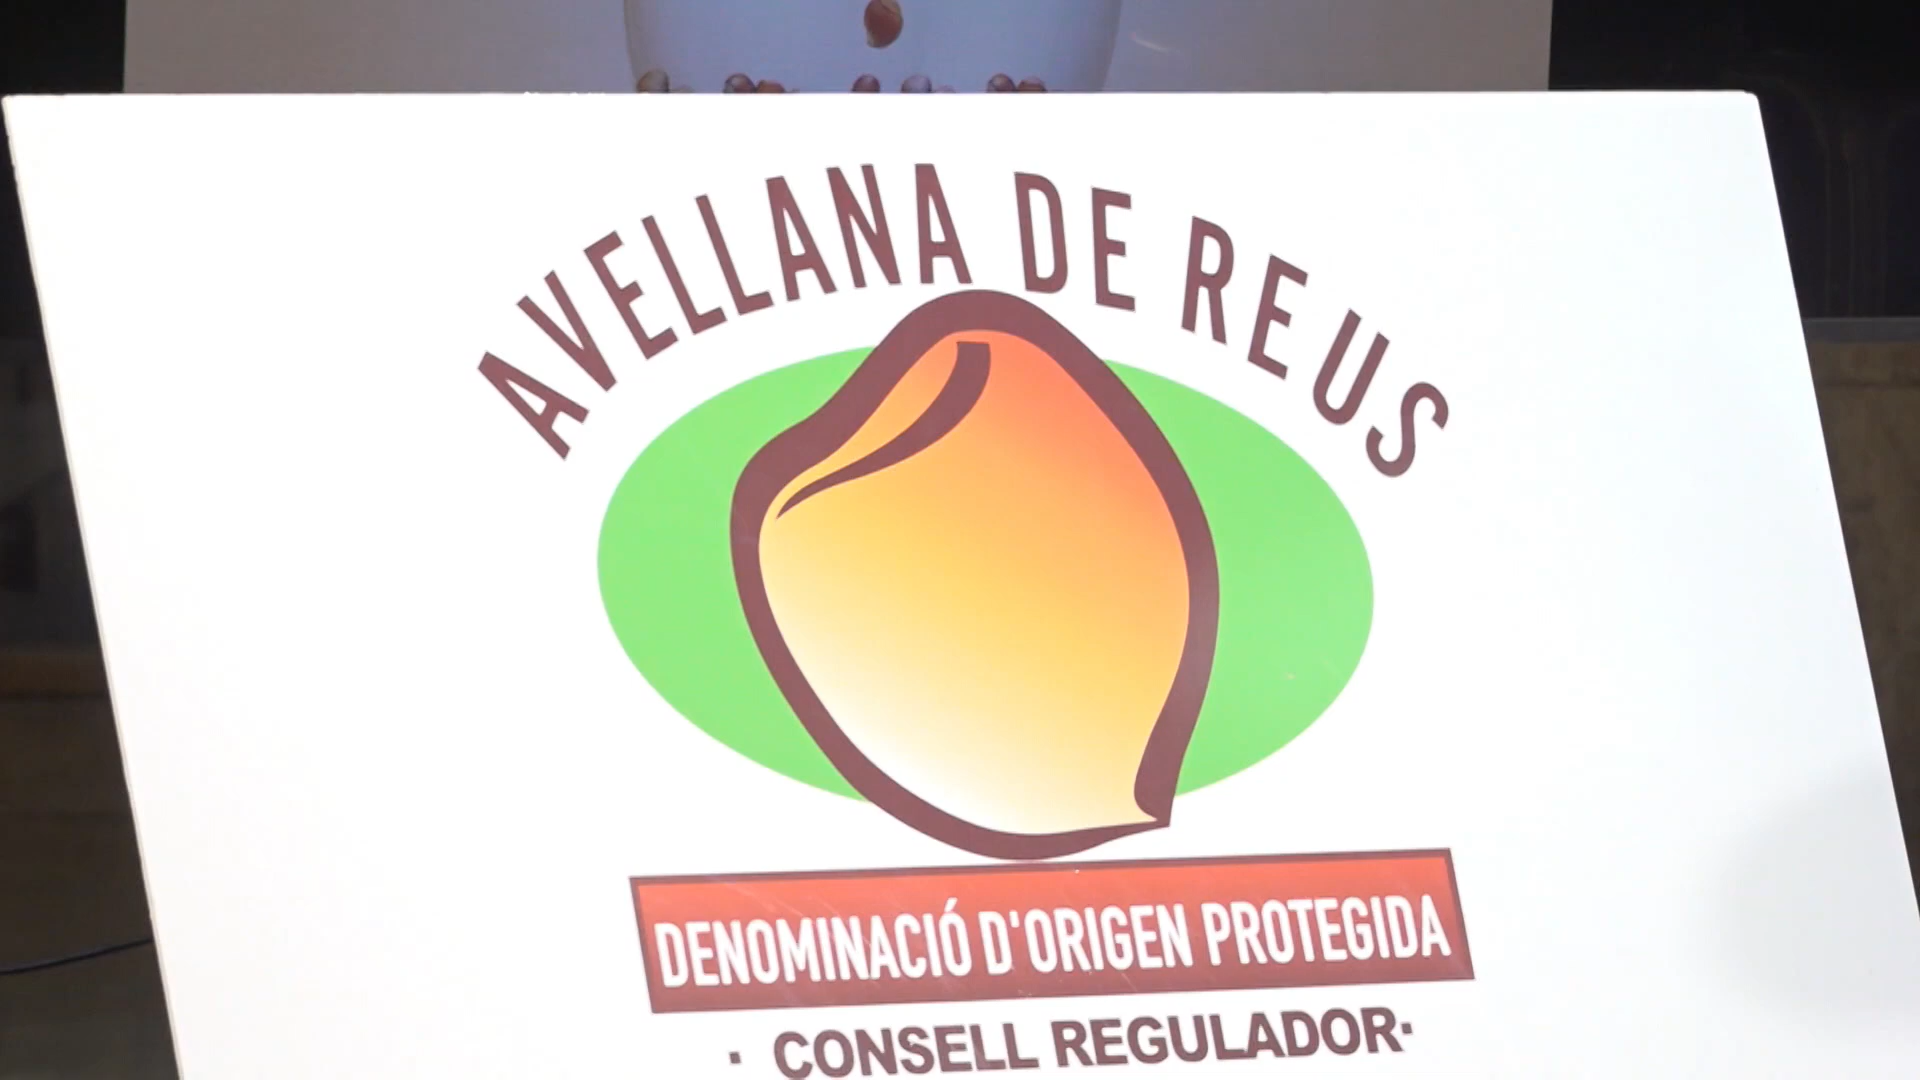 AVELLANA DE REUS
DENOMINACIÓ D'ORIGEN PROTEGIDA
· CONSELL REGULADOR·